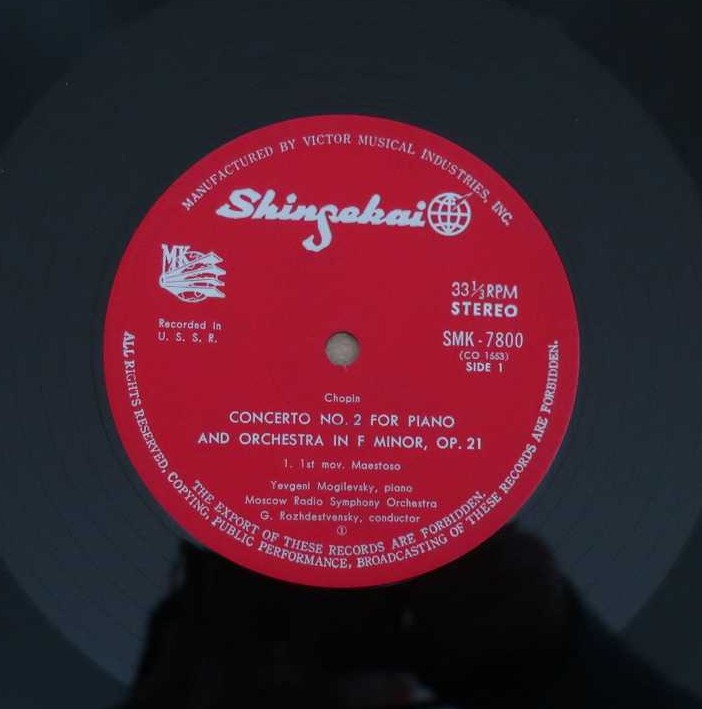 MANUFACTURED BY VICTOR MUSICAL INDUSTRIES, INC.
Shinsekai
MK
33⅓RPM
STEREO
Recorded in
U. S. S. R.
SMK-7800
(CO 1553)
SIDE 1
Chopin
CONCERTO NO. 2 FOR PIANO
AND ORCHESTRA IN F MINOR, OP. 21
1. 1st mov. Maestoso
Yevgeni Mogilevsky, piano
Moscow Radio Symphony Orchestra
G. Rozhdestvensky, conductor
①
THE EXPORT OF THESE RECORDS ARE FORBIDDEN.
ALL RIGHTS RESERVED, COPYING, PUBLIC PERFORMANCE, BROADCASTING OF THESE RECORDS ARE FORBIDDEN.